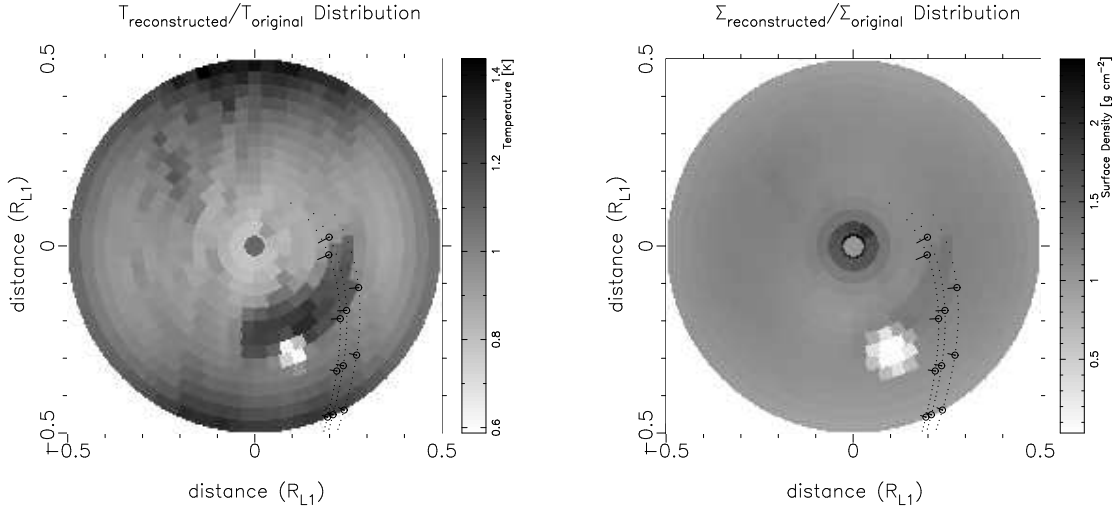 T_reconstructed/T_original Distribution
Σ_reconstructed/Σ_original Distribution
0.5
0
−0.5
−0.5
0
0.5
distance (R_L1)
distance (R_L1)
1.4
1.2
1
0.8
0.6
Temperature [K]
0.5
0
−0.5
−0.5
0
0.5
distance (R_L1)
distance (R_L1)
2
1.5
1
0.5
Surface Density [g cm⁻²]